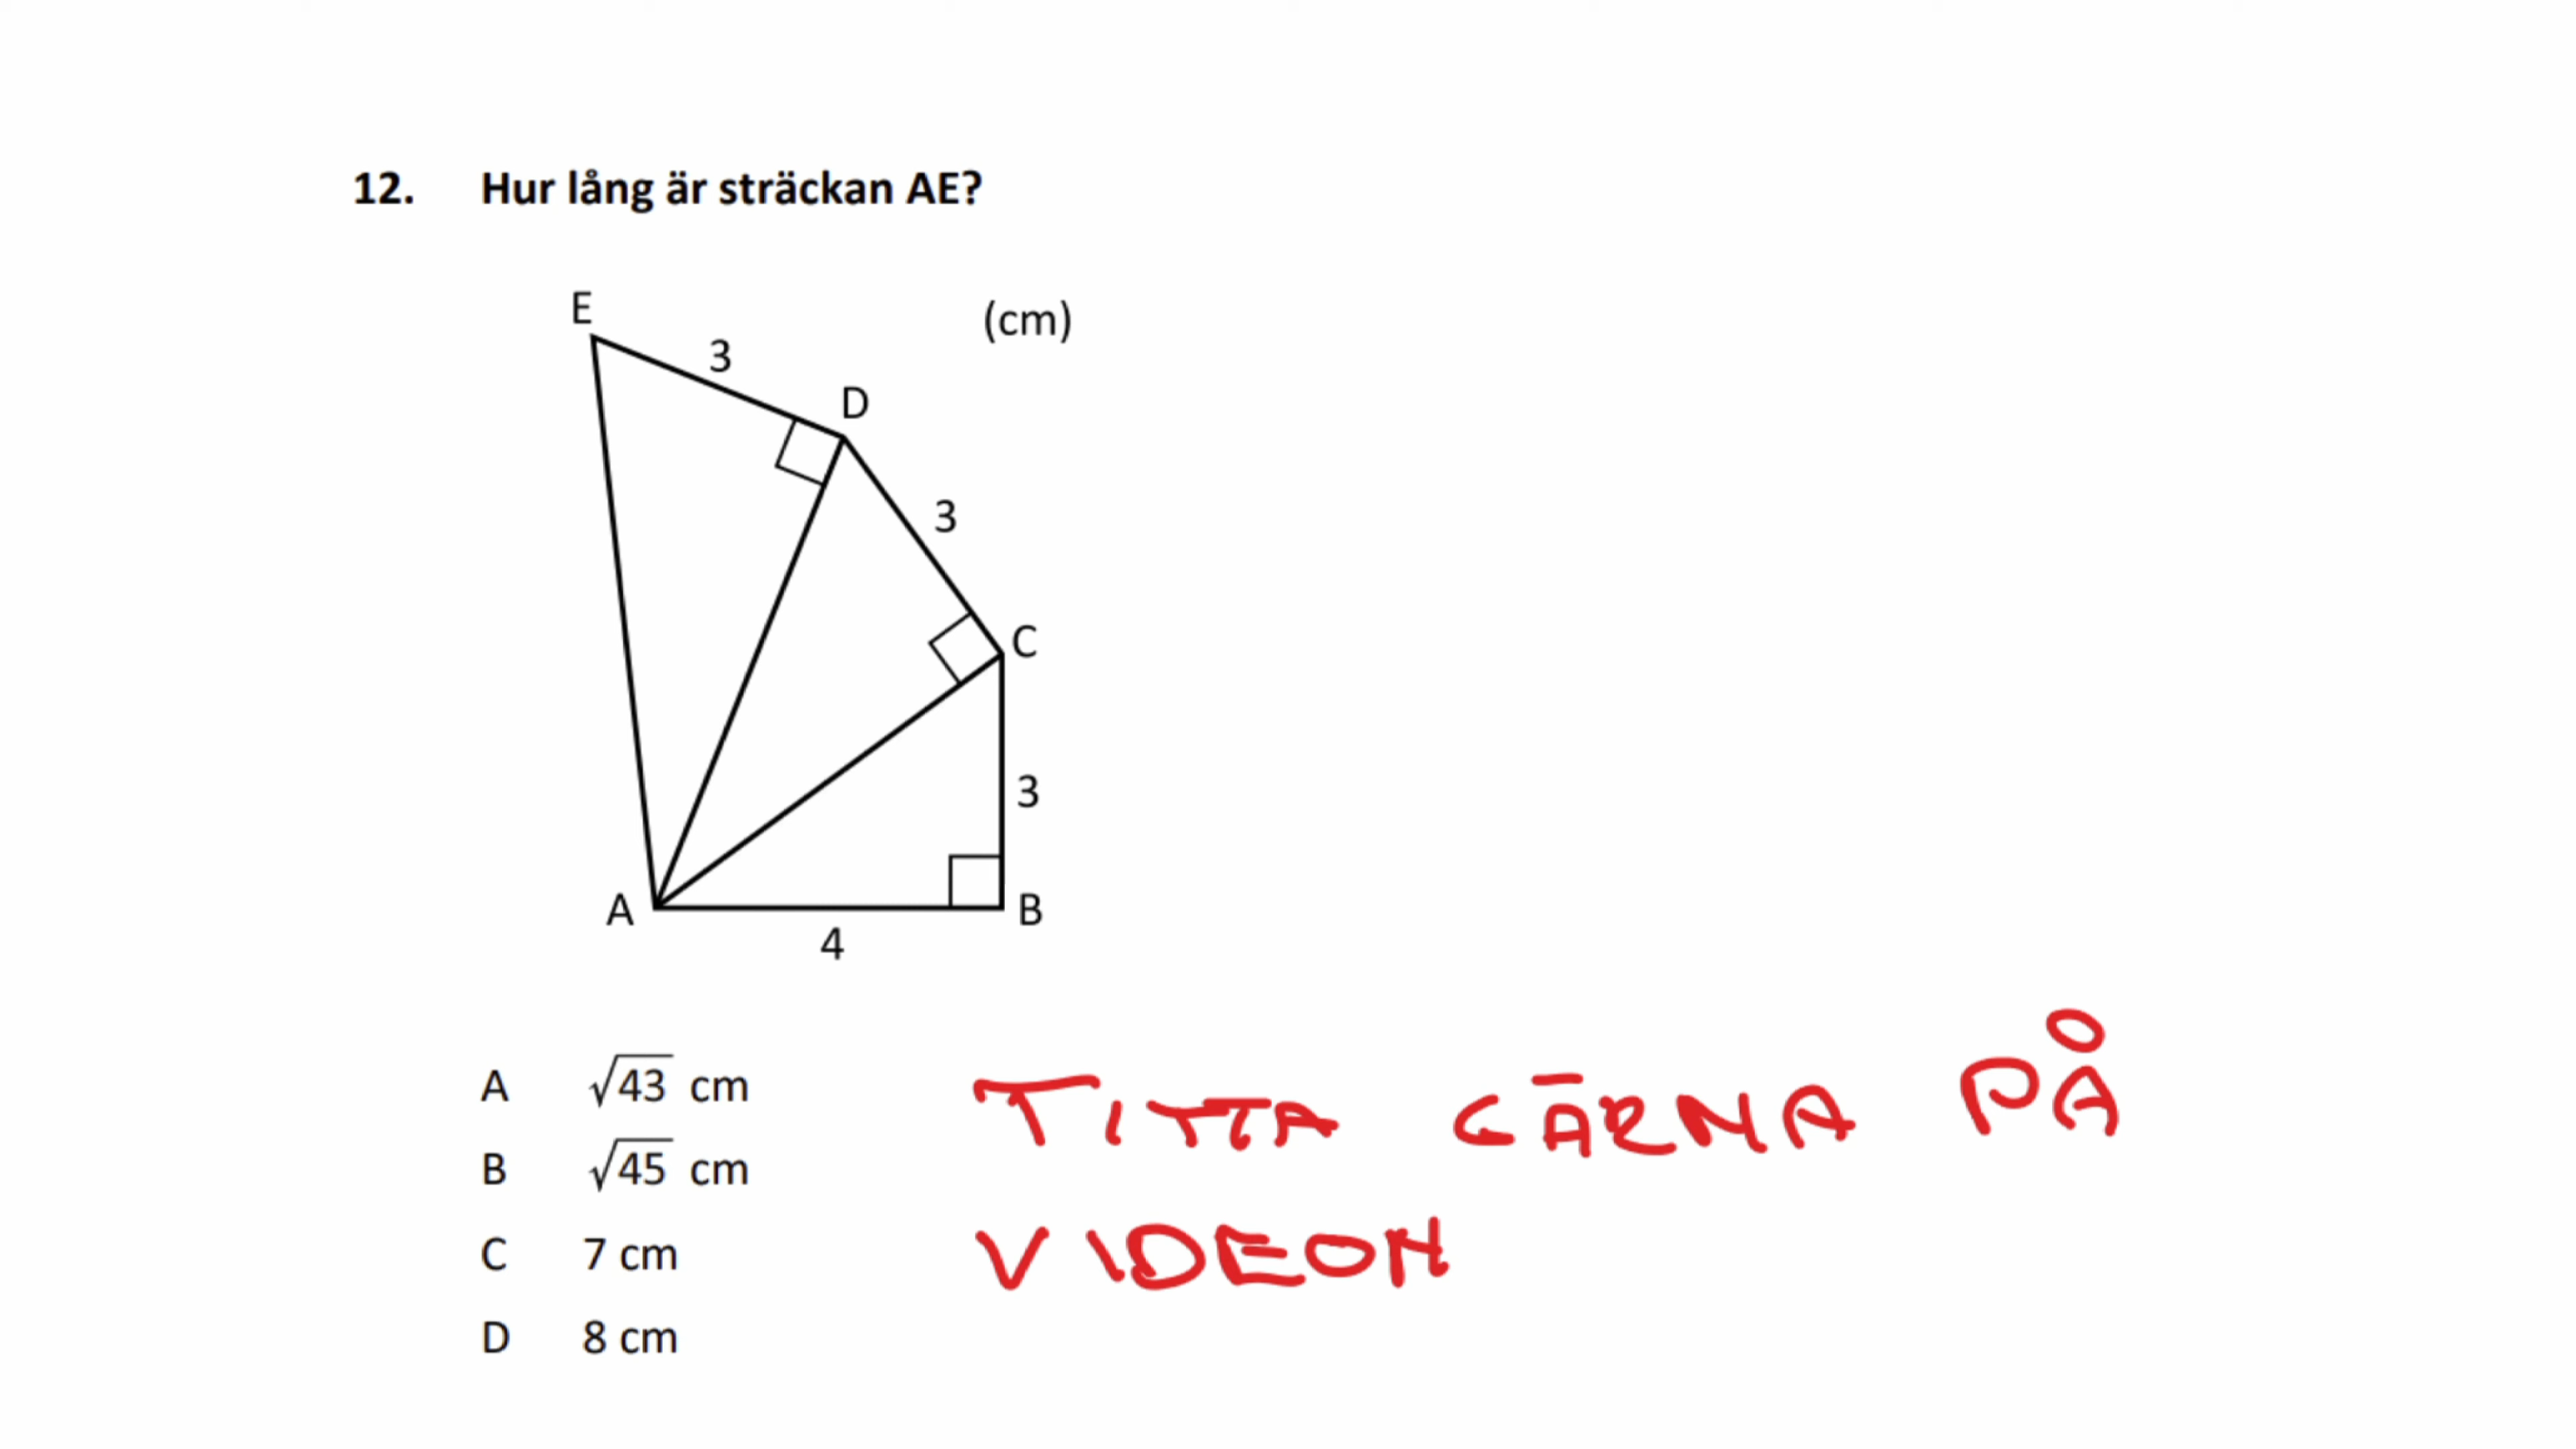 12. Hur lång är sträckan AE?
E
3
(cm)
D
3
C
3
A
B
4
A √43 cm
B √45 cm
C 7 cm
D 8 cm
TITTA GÄRNA PÅ
VIDEON